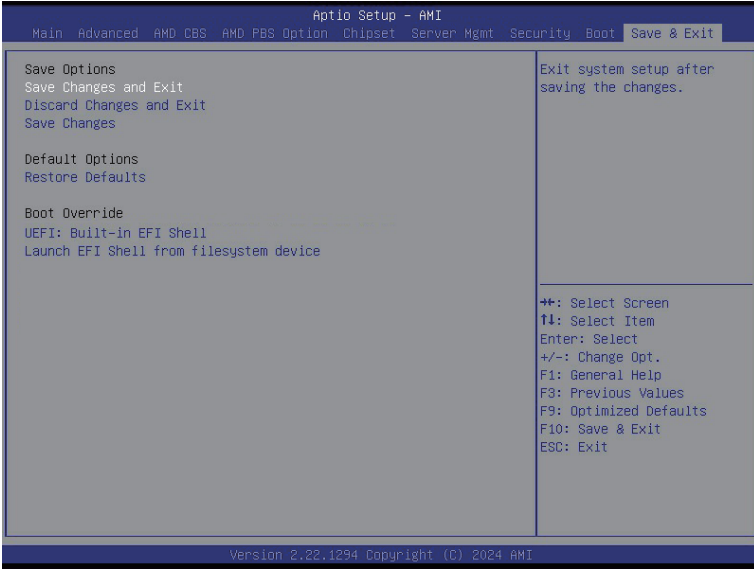 Aptio Setup - AMI
Main Advanced AMD CBS AMD PBS Option Chipset Server Mgmt Security Boot Save & Exit
Save Options
Save Changes and Exit
Discard Changes and Exit
Save Changes
Default Options
Restore Defaults
Boot Override
UEFI: Built-in EFI Shell
Launch EFI Shell from filesystem device
Exit system setup after
saving the changes.
→←: Select Screen
↑↓: Select Item
Enter: Select
+/-: Change Opt.
F1: General Help
F3: Previous Values
F9: Optimized Defaults
F10: Save & Exit
ESC: Exit
Version 2.22.1294 Copyright (C) 2024 AMI